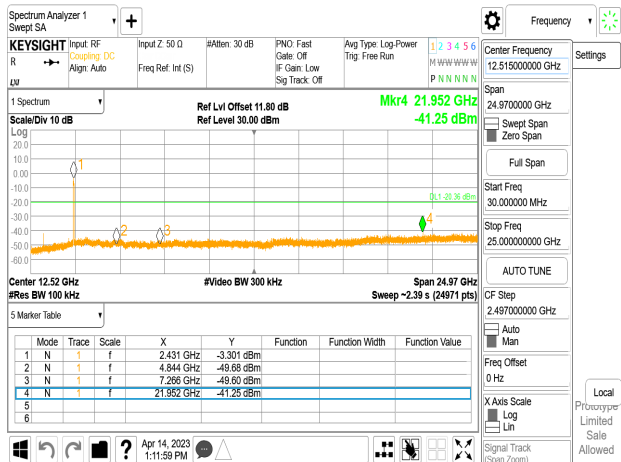 Spectrum Analyzer 1
Swept SA
Frequency
KEYSIGHT
R
Input: RF
Coupling: DC
Align: Auto
Input Z: 50 Ω
Freq Ref: Int (S)
#Atten: 30 dB
PNO: Fast
Gate: Off
IF Gain: Low
Sig Track: Off
Avg Type: Log-Power
Trig: Free Run
1 2 3 4 5 6
M W W W W W
P N N N N N
LXI
1 Spectrum
Scale/Div 10 dB
Ref Lvl Offset 11.80 dB
Ref Level 30.00 dBm
Mkr4 21.952 GHz
-41.25 dBm
Log
20.0
10.0
0.00
-10.0
-20.0
-30.0
-40.0
-50.0
-60.0
1
2
3
4
DL1 -20.36 dBm
Center 12.52 GHz
#Video BW 300 kHz
Span 24.97 GHz
#Res BW 100 kHz
Sweep ~2.39 s (24971 pts)
5 Marker Table
Mode Trace Scale X Y Function Function Width Function Value
1 N 1 f 2.431 GHz -3.301 dBm
2 N 1 f 4.844 GHz -49.68 dBm
3 N 1 f 7.266 GHz -49.60 dBm
4 N 1 f 21.952 GHz -41.25 dBm
5
6
Apr 14, 2023
1:11:59 PM
Center Frequency
12.515000000 GHz
Settings
Span
24.9700000 GHz
Swept Span
Zero Span
Full Span
Start Freq
30.000000 MHz
Stop Freq
25.000000000 GHz
AUTO TUNE
CF Step
2.497000000 GHz
Auto
Man
Freq Offset
0 Hz
X Axis Scale
Log
Lin
Signal Track
(Span Zoom)
Local
Prototype
Limited
Sale
Allowed